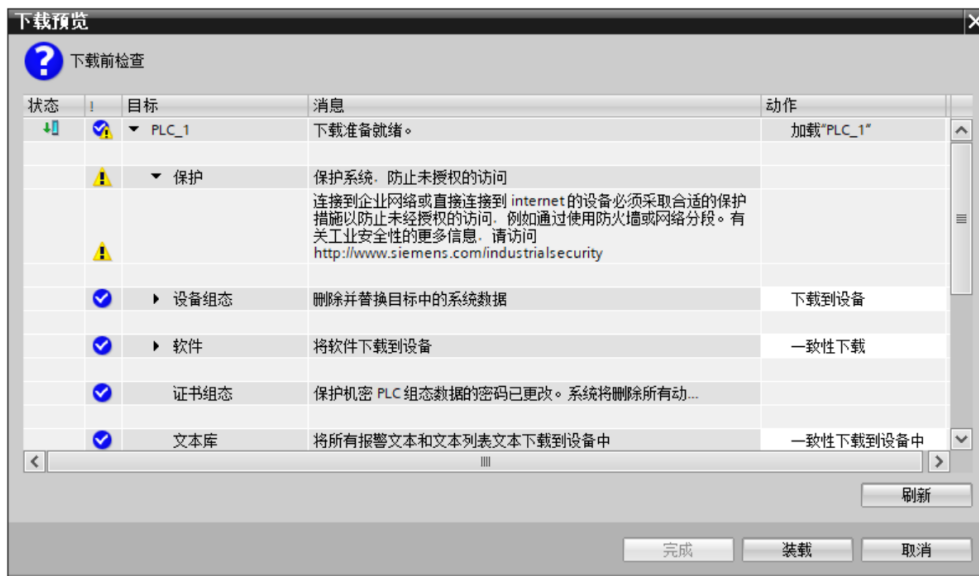 下载预览
下载前检查
状态 ! 目标 消息 动作
PLC_1 下载准备就绪。 加载"PLC_1"
保护 保护系统，防止未授权的访问
连接到企业网络或直接连接到 internet 的设备必须采取合适的保护
措施以防止未经授权的访问，例如通过使用防火墙或网络分段。有
关工业安全性的更多信息，请访问
http://www.siemens.com/industrialsecurity
设备组态 删除并替换目标中的系统数据 下载到设备
软件 将软件下载到设备 一致性下载
证书组态 保护机密 PLC 组态数据的密码已更改。系统将删除所有动...
文本库 将所有报警文本和文本列表文本下载到设备中 一致性下载到设备中
刷新
完成 装载 取消